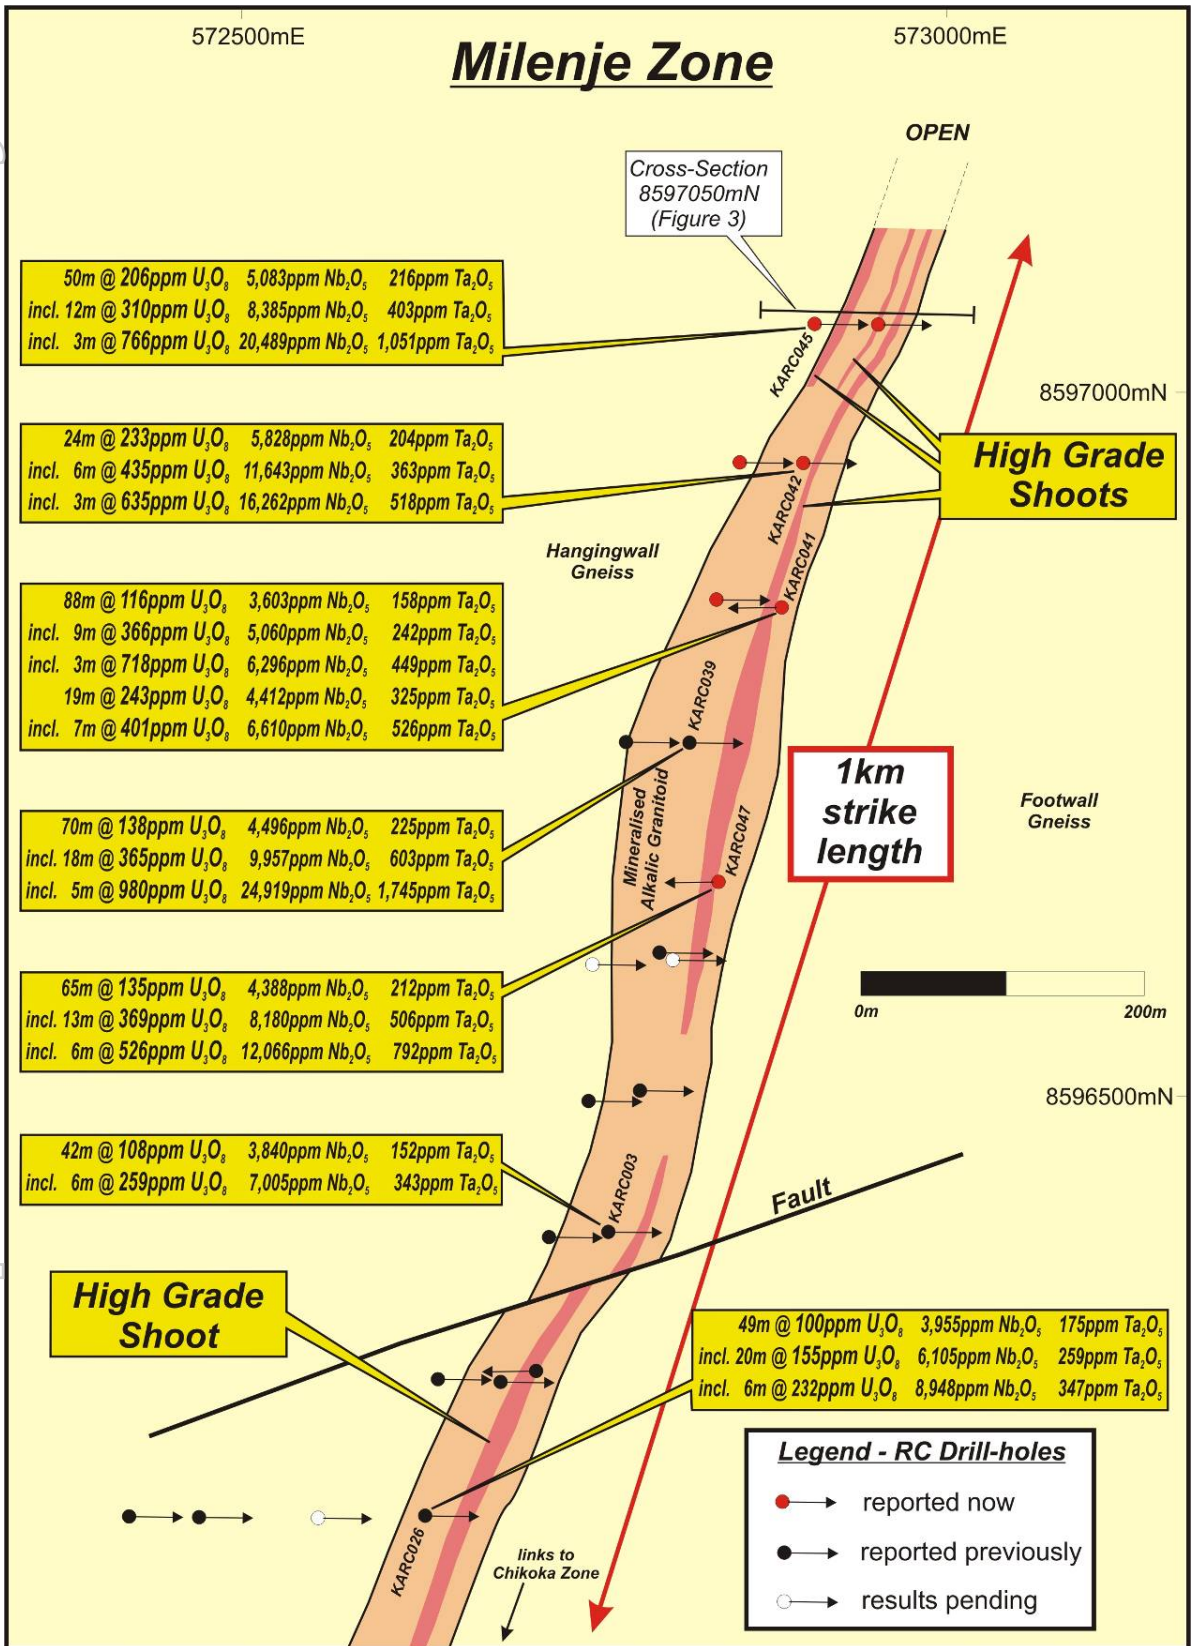 572500mE
573000mE
Milenje Zone
OPEN
Cross-Section
8597050mN
(Figure 3)
50m @ 206ppm U₃O₈ 5,083ppm Nb₂O₅ 216ppm Ta₂O₅
incl. 12m @ 310ppm U₃O₈ 8,385ppm Nb₂O₅ 403ppm Ta₂O₅
incl. 3m @ 766ppm U₃O₈ 20,489ppm Nb₂O₅ 1,051ppm Ta₂O₅
KARC045
8597000mN
24m @ 233ppm U₃O₈ 5,828ppm Nb₂O₅ 204ppm Ta₂O₅
incl. 6m @ 435ppm U₃O₈ 11,643ppm Nb₂O₅ 363ppm Ta₂O₅
incl. 3m @ 635ppm U₃O₈ 16,262ppm Nb₂O₅ 518ppm Ta₂O₅
High Grade
Shoots
KARC042
KARC041
Hangingwall
Gneiss
88m @ 116ppm U₃O₈ 3,603ppm Nb₂O₅ 158ppm Ta₂O₅
incl. 9m @ 366ppm U₃O₈ 5,060ppm Nb₂O₅ 242ppm Ta₂O₅
incl. 3m @ 718ppm U₃O₈ 6,296ppm Nb₂O₅ 449ppm Ta₂O₅
19m @ 243ppm U₃O₈ 4,412ppm Nb₂O₅ 325ppm Ta₂O₅
incl. 7m @ 401ppm U₃O₈ 6,610ppm Nb₂O₅ 526ppm Ta₂O₅
KARC039
1km
strike
length
Footwall
Gneiss
Mineralised
Alkalic Granitoid
KARC047
70m @ 138ppm U₃O₈ 4,496ppm Nb₂O₅ 225ppm Ta₂O₅
incl. 18m @ 365ppm U₃O₈ 9,957ppm Nb₂O₅ 603ppm Ta₂O₅
incl. 5m @ 980ppm U₃O₈ 24,919ppm Nb₂O₅ 1,745ppm Ta₂O₅
65m @ 135ppm U₃O₈ 4,388ppm Nb₂O₅ 212ppm Ta₂O₅
incl. 13m @ 369ppm U₃O₈ 8,180ppm Nb₂O₅ 506ppm Ta₂O₅
incl. 6m @ 526ppm U₃O₈ 12,066ppm Nb₂O₅ 792ppm Ta₂O₅
0m 200m
8596500mN
42m @ 108ppm U₃O₈ 3,840ppm Nb₂O₅ 152ppm Ta₂O₅
incl. 6m @ 259ppm U₃O₈ 7,005ppm Nb₂O₅ 343ppm Ta₂O₅
KARC003
Fault
High Grade
Shoot
49m @ 100ppm U₃O₈ 3,955ppm Nb₂O₅ 175ppm Ta₂O₅
incl. 20m @ 155ppm U₃O₈ 6,105ppm Nb₂O₅ 259ppm Ta₂O₅
incl. 6m @ 232ppm U₃O₈ 8,948ppm Nb₂O₅ 347ppm Ta₂O₅
KARC026
links to
Chikoka Zone
Legend - RC Drill-holes
reported now
reported previously
results pending